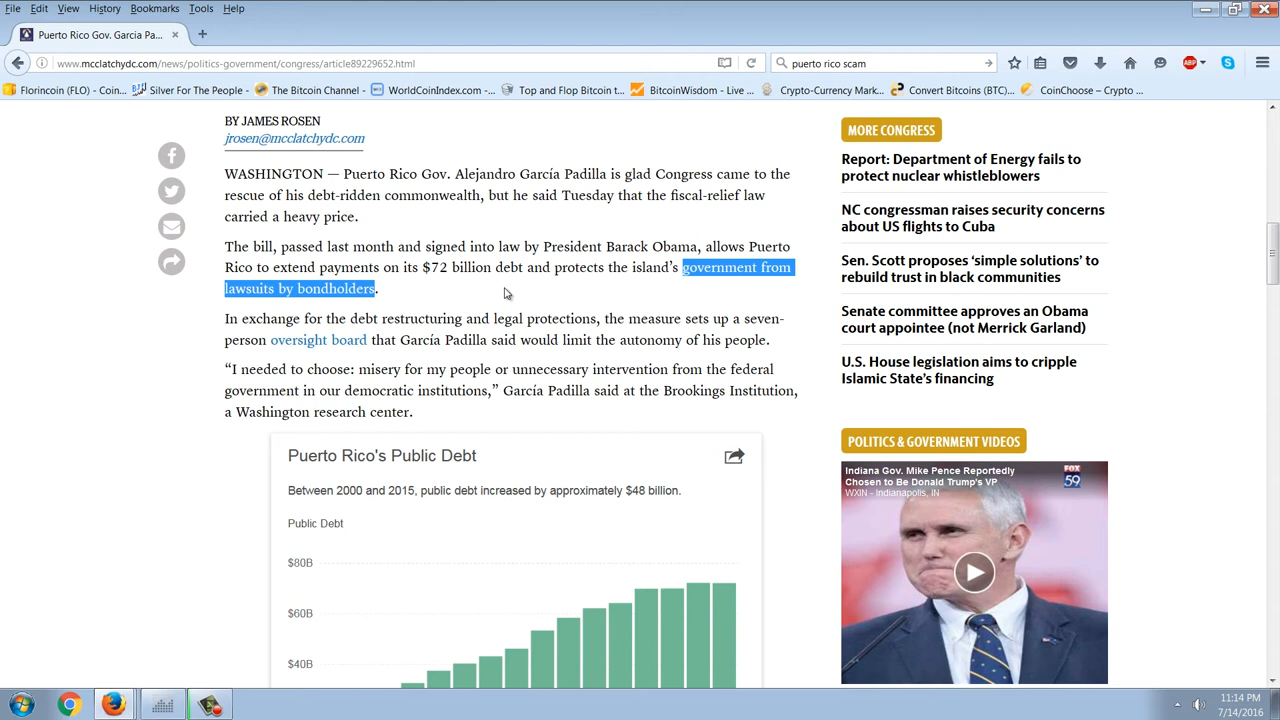 File Edit View History Bookmarks Tools Help
Puerto Rico Gov. Garcia Pa...
www.mcclatchydc.com/news/politics-government/congress/article89229652.html
puerto rico scam
ABP
Florincoin (FLO) - Coin... Silver For The People - ... The Bitcoin Channel - ... WorldCoinIndex.com -... Top and Flop Bitcoin t... BitcoinWisdom - Live ... Crypto-Currency Mark... Convert Bitcoins (BTC)... CoinChoose – Crypto ...
BY JAMES ROSEN
jrosen@mcclatchydc.com
WASHINGTON — Puerto Rico Gov. Alejandro García Padilla is glad Congress came to the
rescue of his debt-ridden commonwealth, but he said Tuesday that the fiscal-relief law
carried a heavy price.
The bill, passed last month and signed into law by President Barack Obama, allows Puerto
Rico to extend payments on its $72 billion debt and protects the island’s government from
lawsuits by bondholders.
In exchange for the debt restructuring and legal protections, the measure sets up a seven-
person oversight board that García Padilla said would limit the autonomy of his people.
“I needed to choose: misery for my people or unnecessary intervention from the federal
government in our democratic institutions,” García Padilla said at the Brookings Institution,
a Washington research center.
Puerto Rico's Public Debt
Between 2000 and 2015, public debt increased by approximately $48 billion.
Public Debt
$80B
$60B
$40B
MORE CONGRESS
Report: Department of Energy fails to
protect nuclear whistleblowers
NC congressman raises security concerns
about US flights to Cuba
Sen. Scott proposes ‘simple solutions’ to
rebuild trust in black communities
Senate committee approves an Obama
court appointee (not Merrick Garland)
U.S. House legislation aims to cripple
Islamic State’s financing
POLITICS & GOVERNMENT VIDEOS
Indiana Gov. Mike Pence Reportedly
Chosen to Be Donald Trump's VP
WXIN - Indianapolis, IN
FOX
59
11:14 PM
7/14/2016